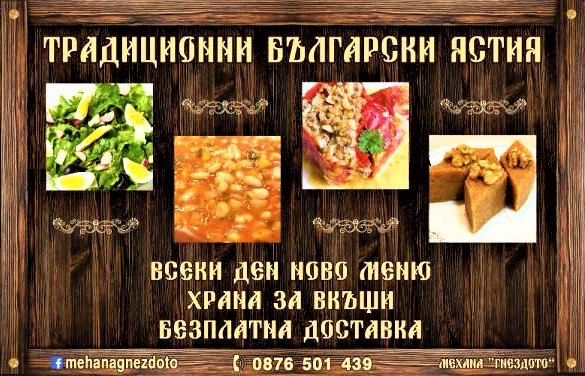 ТРАДИЦИОННИ БЪЛГАРСКИ ЯСТИЯ
ВСЕКИ ДЕН НОВО МЕНЮ
ХРАНА ЗА ВКЪЩИ
БЕЗПЛАТНА ДОСТАВКА
mehanagnezdoto 0876 501 439 МЕХАНА "ГНЕЗДОТО"